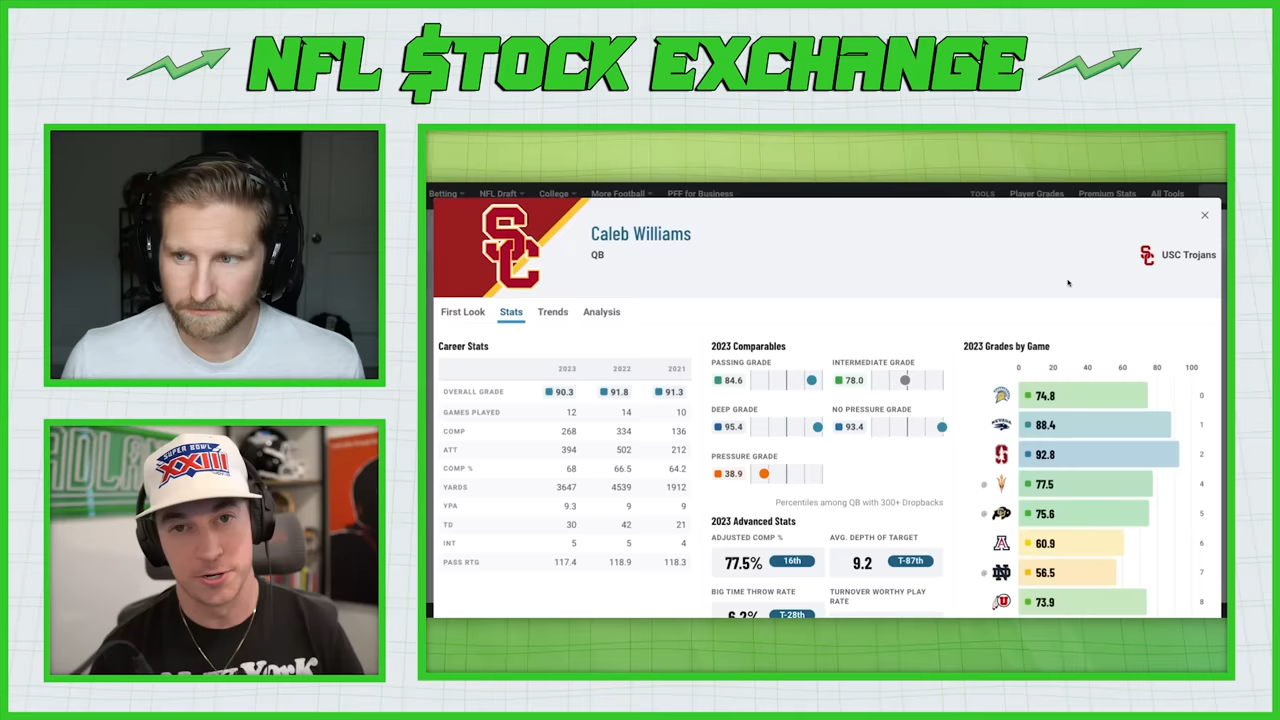 NFL $TOCK EXCHANGE
SUPER BOWL
XXIII
Betting NFL Draft College More Football PFF for Business TOOLS Player Grades Premium Stats All Tools
Caleb Williams
QB
SC USC Trojans
First Look Stats Trends Analysis
Career Stats
2023 2022 2021
OVERALL GRADE 90.3 91.8 91.3
GAMES PLAYED 12 14 10
COMP 268 334 136
ATT 394 502 212
COMP % 68 66.5 64.2
YARDS 3647 4539 1912
YPA 9.3 9 9
TD 30 42 21
INT 5 5 4
PASS RTG 117.4 118.9 118.3
2023 Comparables
PASSING GRADE INTERMEDIATE GRADE
84.6 78.0
DEEP GRADE NO PRESSURE GRADE
95.4 93.4
PRESSURE GRADE
38.9
Percentiles among QB with 300+ Dropbacks
2023 Advanced Stats
ADJUSTED COMP % AVG. DEPTH OF TARGET
77.5% 16th 9.2 T-87th
BIG TIME THROW RATE TURNOVER WORTHY PLAY RATE
6.2% T-28th
2023 Grades by Game
0 20 40 60 80 100
74.8 0
88.4 1
92.8 2
@ 77.5 4
@ 75.6 5
60.9 6
@ 56.5 7
73.9 8